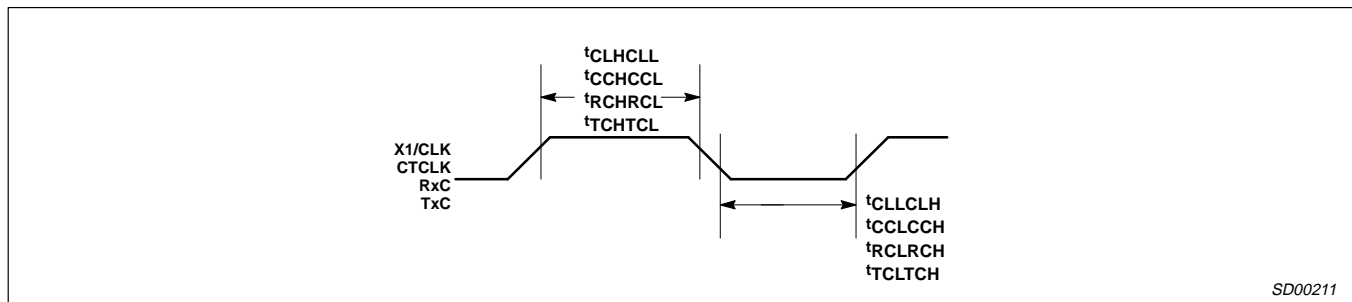 tCLHCLL
tCCHCCL
tRCHRCL
tTCHTCL
X1/CLK
CTCLK
RxC
TxC
tCLLCLH
tCCLCCH
tRCLRCH
tTCLTCH
SD00211